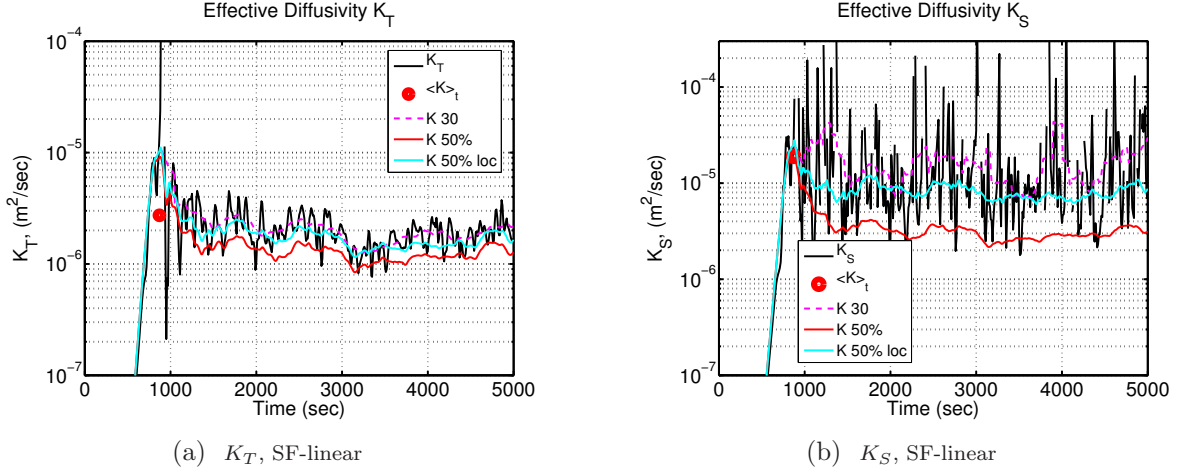 Effective Diffusivity K_T
10^-4
10^-5
10^-6
10^-7
K_T, (m^2/sec)
K_T
<K>_t
K 30
K 50%
K 50% loc
0 1000 2000 3000 4000 5000
Time (sec)
(a) K_T, SF-linear
Effective Diffusivity K_S
10^-4
10^-5
10^-6
10^-7
K_S, (m^2/sec)
K_S
<K>_t
K 30
K 50%
K 50% loc
0 1000 2000 3000 4000 5000
Time (sec)
(b) K_S, SF-linear